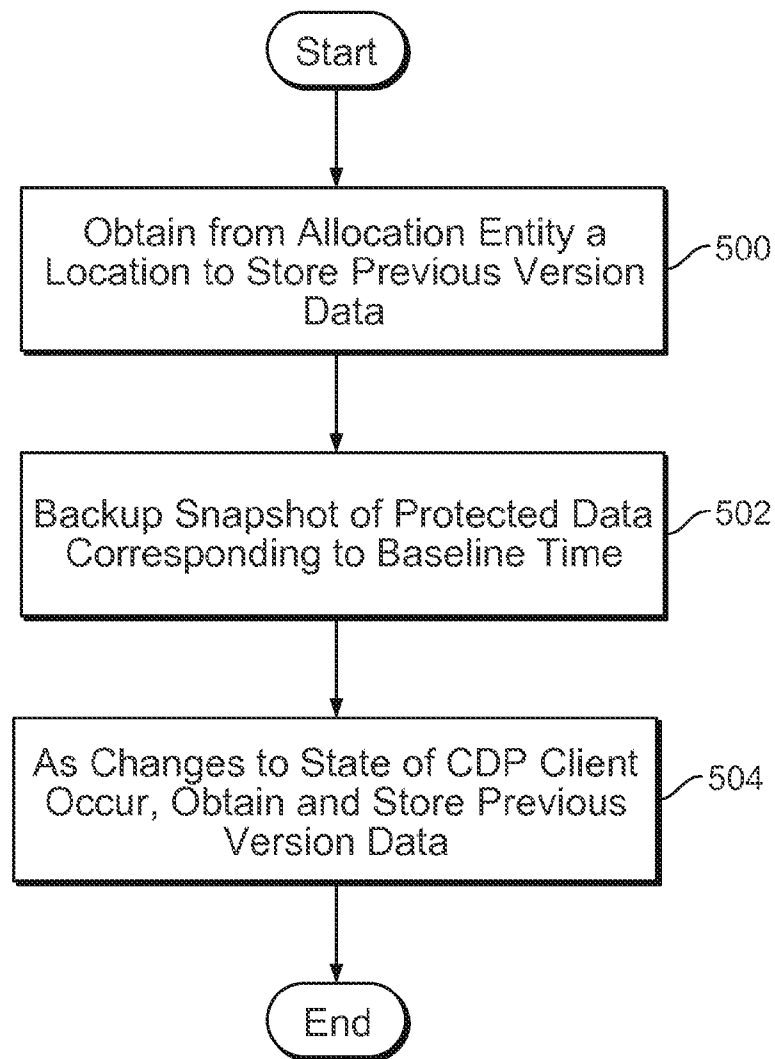 Start
Obtain from Allocation Entity a
Location to Store Previous Version
Data
500
Backup Snapshot of Protected Data
Corresponding to Baseline Time
502
As Changes to State of CDP Client
Occur, Obtain and Store Previous
Version Data
504
End